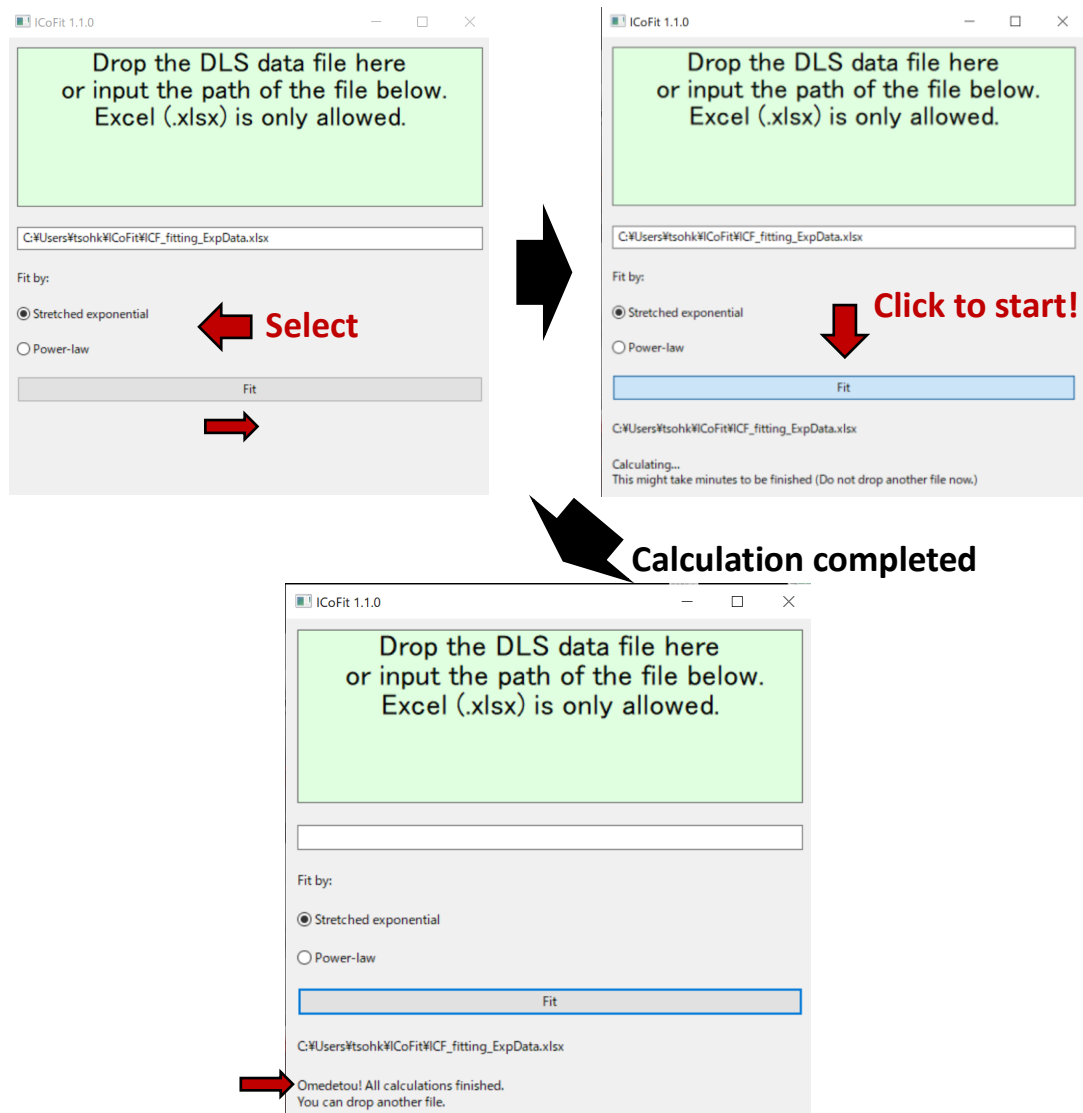 ICoFit 1.1.0
Drop the DLS data file here
or input the path of the file below.
Excel (.xlsx) is only allowed.
C:¥Users¥tsohk¥ICoFit¥ICF_fitting_ExpData.xlsx
Fit by:
Stretched exponential
Select
Power-law
Fit
ICoFit 1.1.0
Drop the DLS data file here
or input the path of the file below.
Excel (.xlsx) is only allowed.
C:¥Users¥tsohk¥ICoFit¥ICF_fitting_ExpData.xlsx
Fit by:
Click to start!
Stretched exponential
Power-law
Fit
C:¥Users¥tsohk¥ICoFit¥ICF_fitting_ExpData.xlsx
Calculating...
This might take minutes to be finished (Do not drop another file now.)
Calculation completed
ICoFit 1.1.0
Drop the DLS data file here
or input the path of the file below.
Excel (.xlsx) is only allowed.
Fit by:
Stretched exponential
Power-law
Fit
C:¥Users¥tsohk¥ICoFit¥ICF_fitting_ExpData.xlsx
Omedetou! All calculations finished.
You can drop another file.